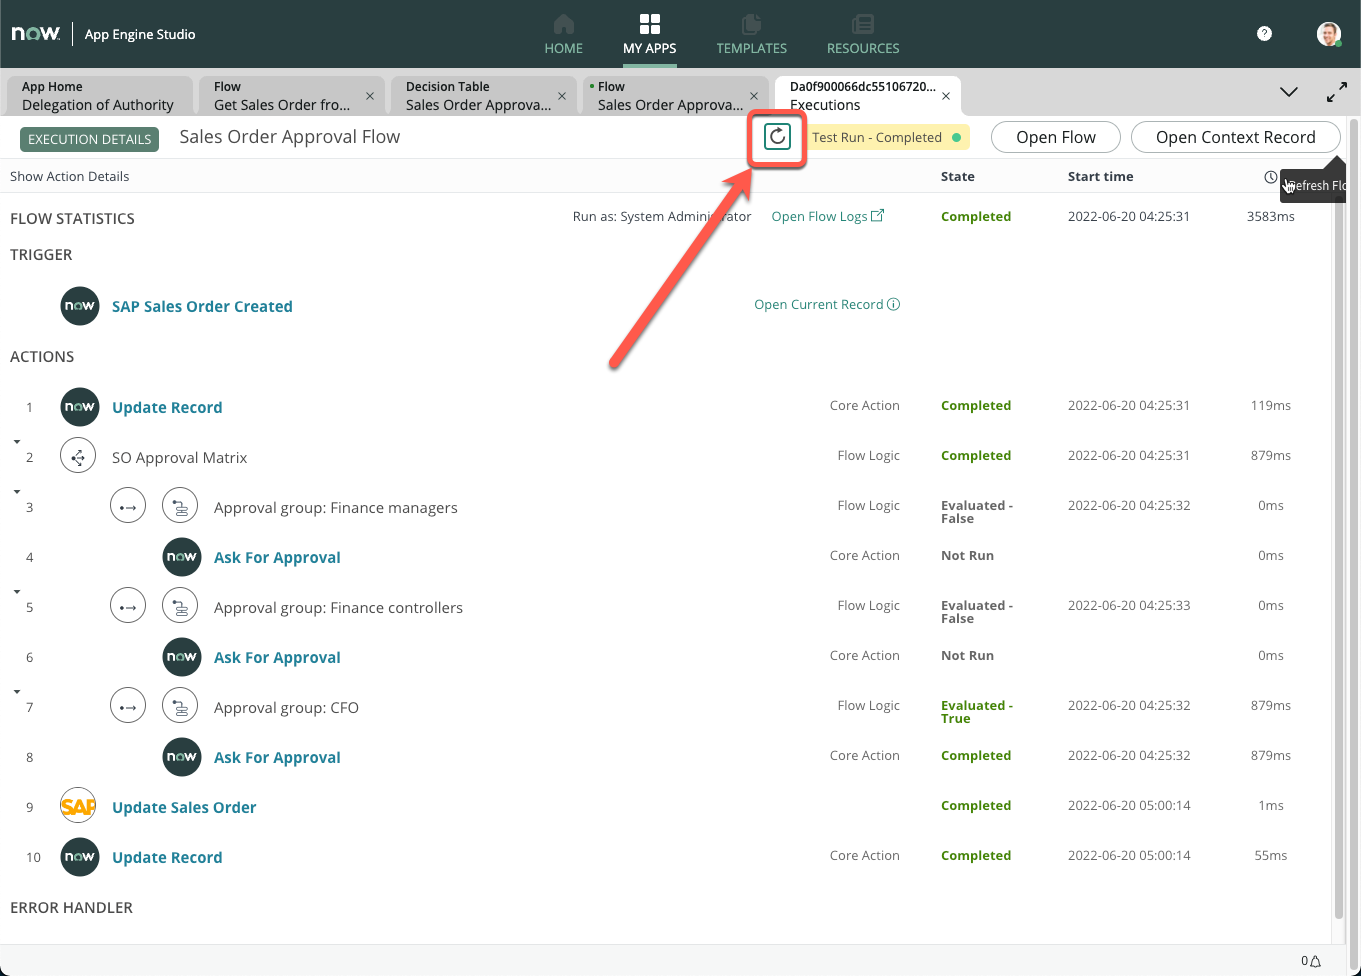 now. App Engine Studio
HOME
MY APPS
TEMPLATES
RESOURCES
App Home
Delegation of Authority
Flow
Get Sales Order fro...
Decision Table
Sales Order Approva...
Flow
Sales Order Approva...
Da0f900066dc55106720...
Executions
EXECUTION DETAILS Sales Order Approval Flow Test Run - Completed Open Flow Open Context Record
Show Action Details State Start time
Refresh Flo
FLOW STATISTICS Run as: System Administrator Open Flow Logs Completed 2022-06-20 04:25:31 3583ms
TRIGGER
now SAP Sales Order Created Open Current Record
ACTIONS
1 now Update Record Core Action Completed 2022-06-20 04:25:31 119ms
2 SO Approval Matrix Flow Logic Completed 2022-06-20 04:25:31 879ms
3 Approval group: Finance managers Flow Logic Evaluated - 2022-06-20 04:25:32 0ms
False
4 now Ask For Approval Core Action Not Run 0ms
5 Approval group: Finance controllers Flow Logic Evaluated - 2022-06-20 04:25:33 0ms
False
6 now Ask For Approval Core Action Not Run 0ms
7 Approval group: CFO Flow Logic Evaluated - 2022-06-20 04:25:32 879ms
True
8 now Ask For Approval Core Action Completed 2022-06-20 04:25:32 879ms
9 SAP Update Sales Order Completed 2022-06-20 05:00:14 1ms
10 now Update Record Core Action Completed 2022-06-20 05:00:14 55ms
ERROR HANDLER
0